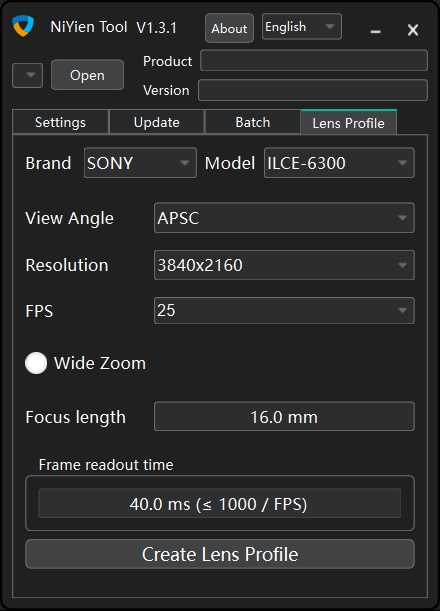 NiYien Tool V1.3.1 About English
Product
Open
Version
Settings Update Batch Lens Profile
Brand SONY Model ILCE-6300
View Angle APSC
Resolution 3840x2160
FPS 25
Wide Zoom
Focus length 16.0 mm
Frame readout time
40.0 ms (≤ 1000 / FPS)
Create Lens Profile